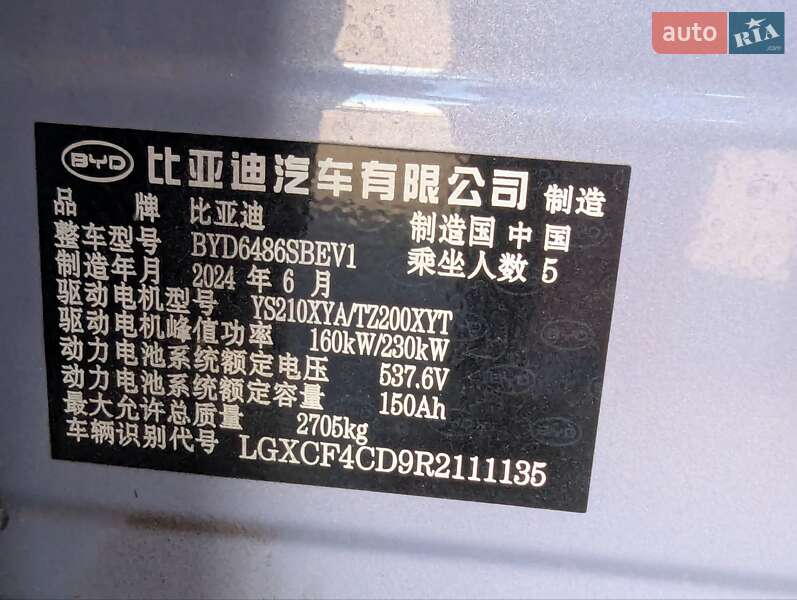 auto RIA.com
BYD 比亚迪汽车有限公司 制造
品 牌 比亚迪 制造国 中国
整车型号 BYD6486SBEV1 乘坐人数 5
制造年月 2024 年 6 月
驱动电机型号 YS210XYA/TZ200XYT
驱动电机峰值功率 160kW/230kW
动力电池系统额定电压 537.6V
动力电池系统额定容量 150Ah
最大允许总质量 2705kg
车辆识别代号 LGXCF4CD9R2111135